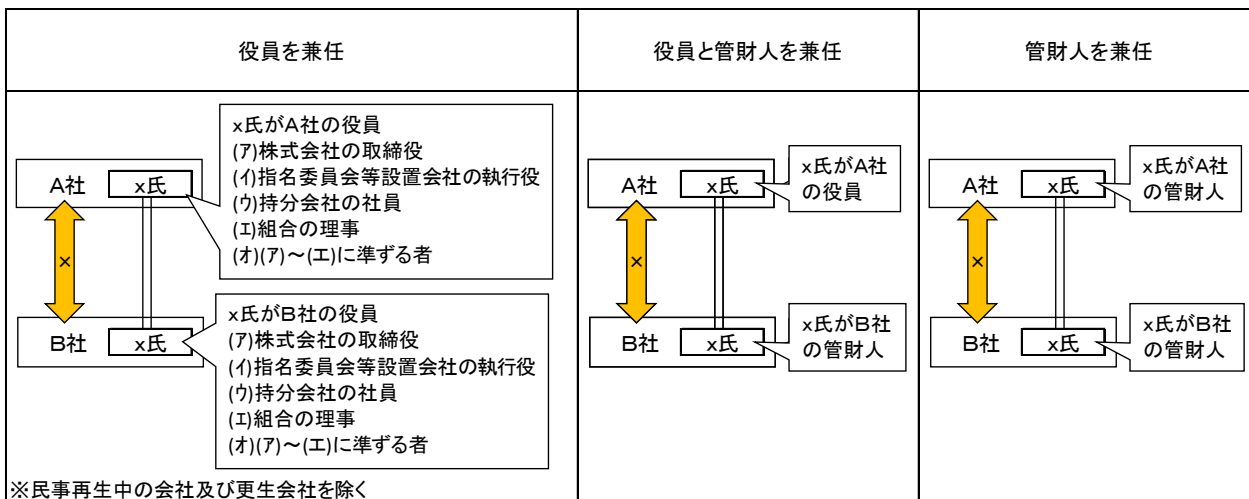 役員を兼任
x氏がA社の役員
(ア)株式会社の取締役
(イ)指名委員会等設置会社の執行役
(ウ)持分会社の社員
(エ)組合の理事
(オ)(ア)～(エ)に準ずる者
A社
x氏
×
B社
x氏
x氏がB社の役員
(ア)株式会社の取締役
(イ)指名委員会等設置会社の執行役
(ウ)持分会社の社員
(エ)組合の理事
(オ)(ア)～(エ)に準ずる者
※民事再生中の会社及び更生会社を除く
役員と管財人を兼任
A社
x氏
x氏がA社
の役員
×
B社
x氏
x氏がB社
の管財人
管財人を兼任
A社
x氏
x氏がA社
の管財人
×
B社
x氏
x氏がB社
の管財人